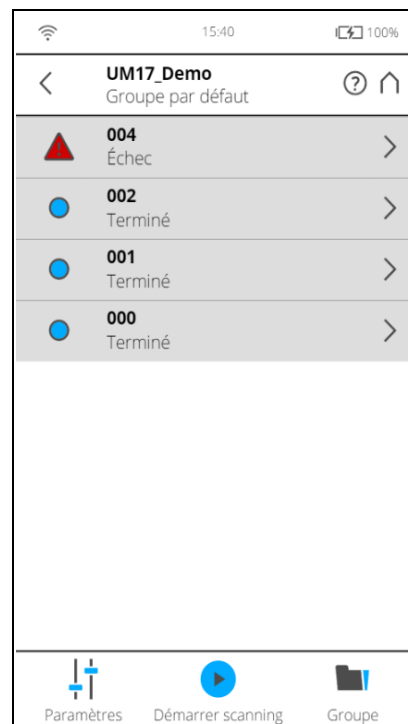 15:40
100%
UM17_Demo
Groupe par défaut
004
Échec
002
Terminé
001
Terminé
000
Terminé
Paramètres
Démarrer scanning
Groupe